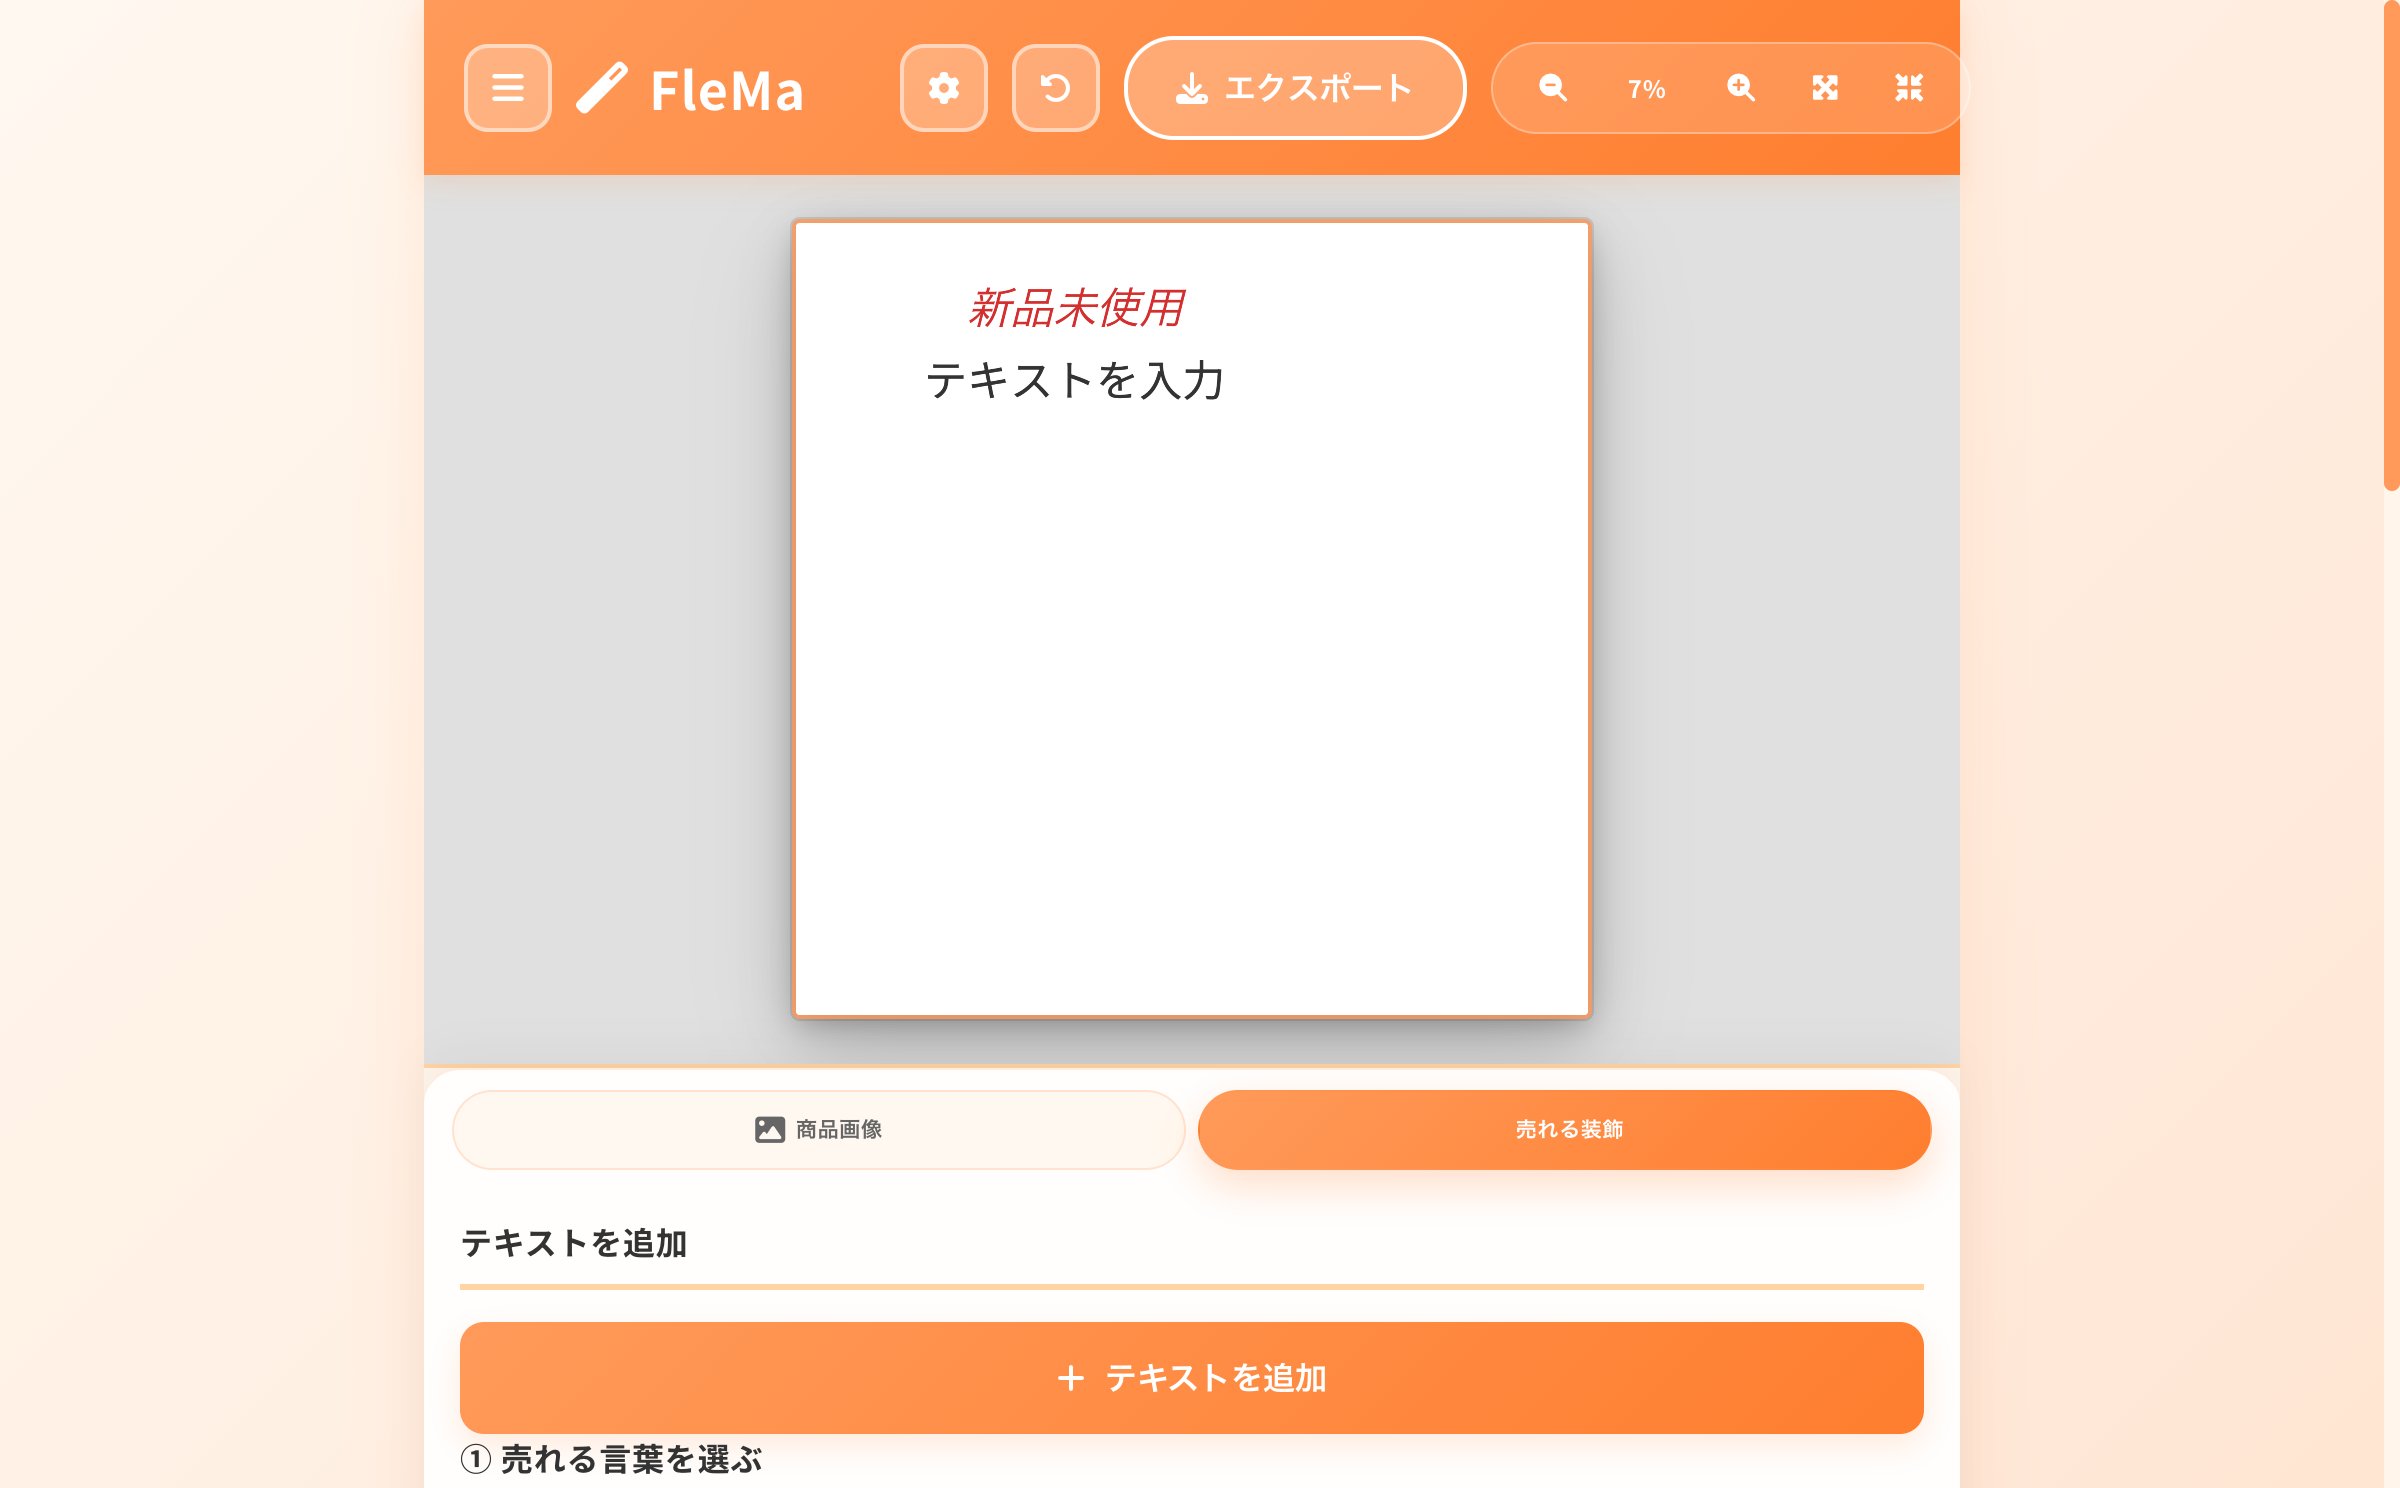 FleMa
エクスポート
7%
新品未使用
テキストを入力
商品画像
売れる装飾
テキストを追加
テキストを追加
① 売れる言葉を選ぶ